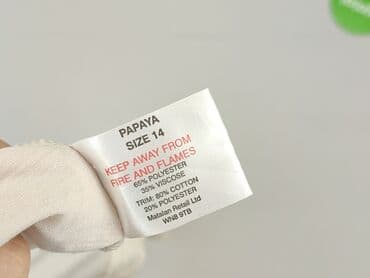 PAPAYA
SIZE 14
KEEP AWAY FROM
FIRE AND FLAMES
65% POLYESTER
35% VISCOSE
TRIM: 80% COTTON
20% POLYESTER
Matalan Retail Ltd
WN8 9TB